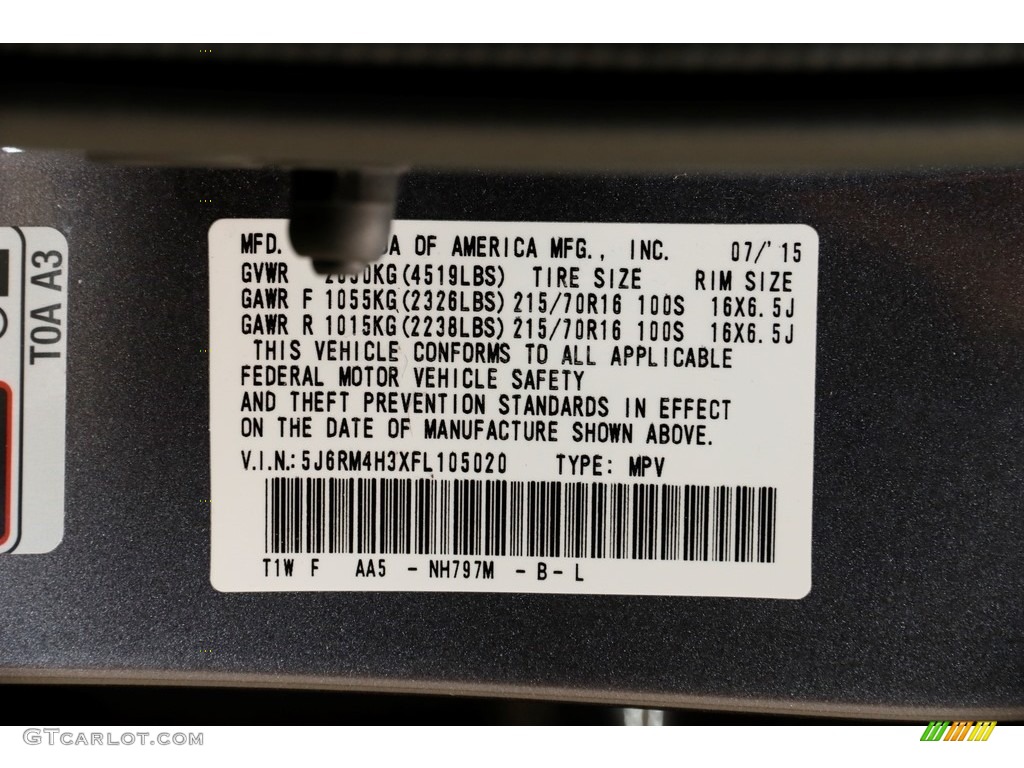 MFD. DA OF AMERICA MFG., INC. 07/'15
GVWR 2050KG(4519LBS) TIRE SIZE RIM SIZE
GAWR F 1055KG(2326LBS) 215/70R16 100S 16X6.5J
GAWR R 1015KG(2238LBS) 215/70R16 100S 16X6.5J
THIS VEHICLE CONFORMS TO ALL APPLICABLE
FEDERAL MOTOR VEHICLE SAFETY
AND THEFT PREVENTION STANDARDS IN EFFECT
ON THE DATE OF MANUFACTURE SHOWN ABOVE.
V.I.N.: 5J6RM4H3XFL105020 TYPE: MPV
T1W F AA5 - NH797M - B - L
T0A A3
GTcarlot.com